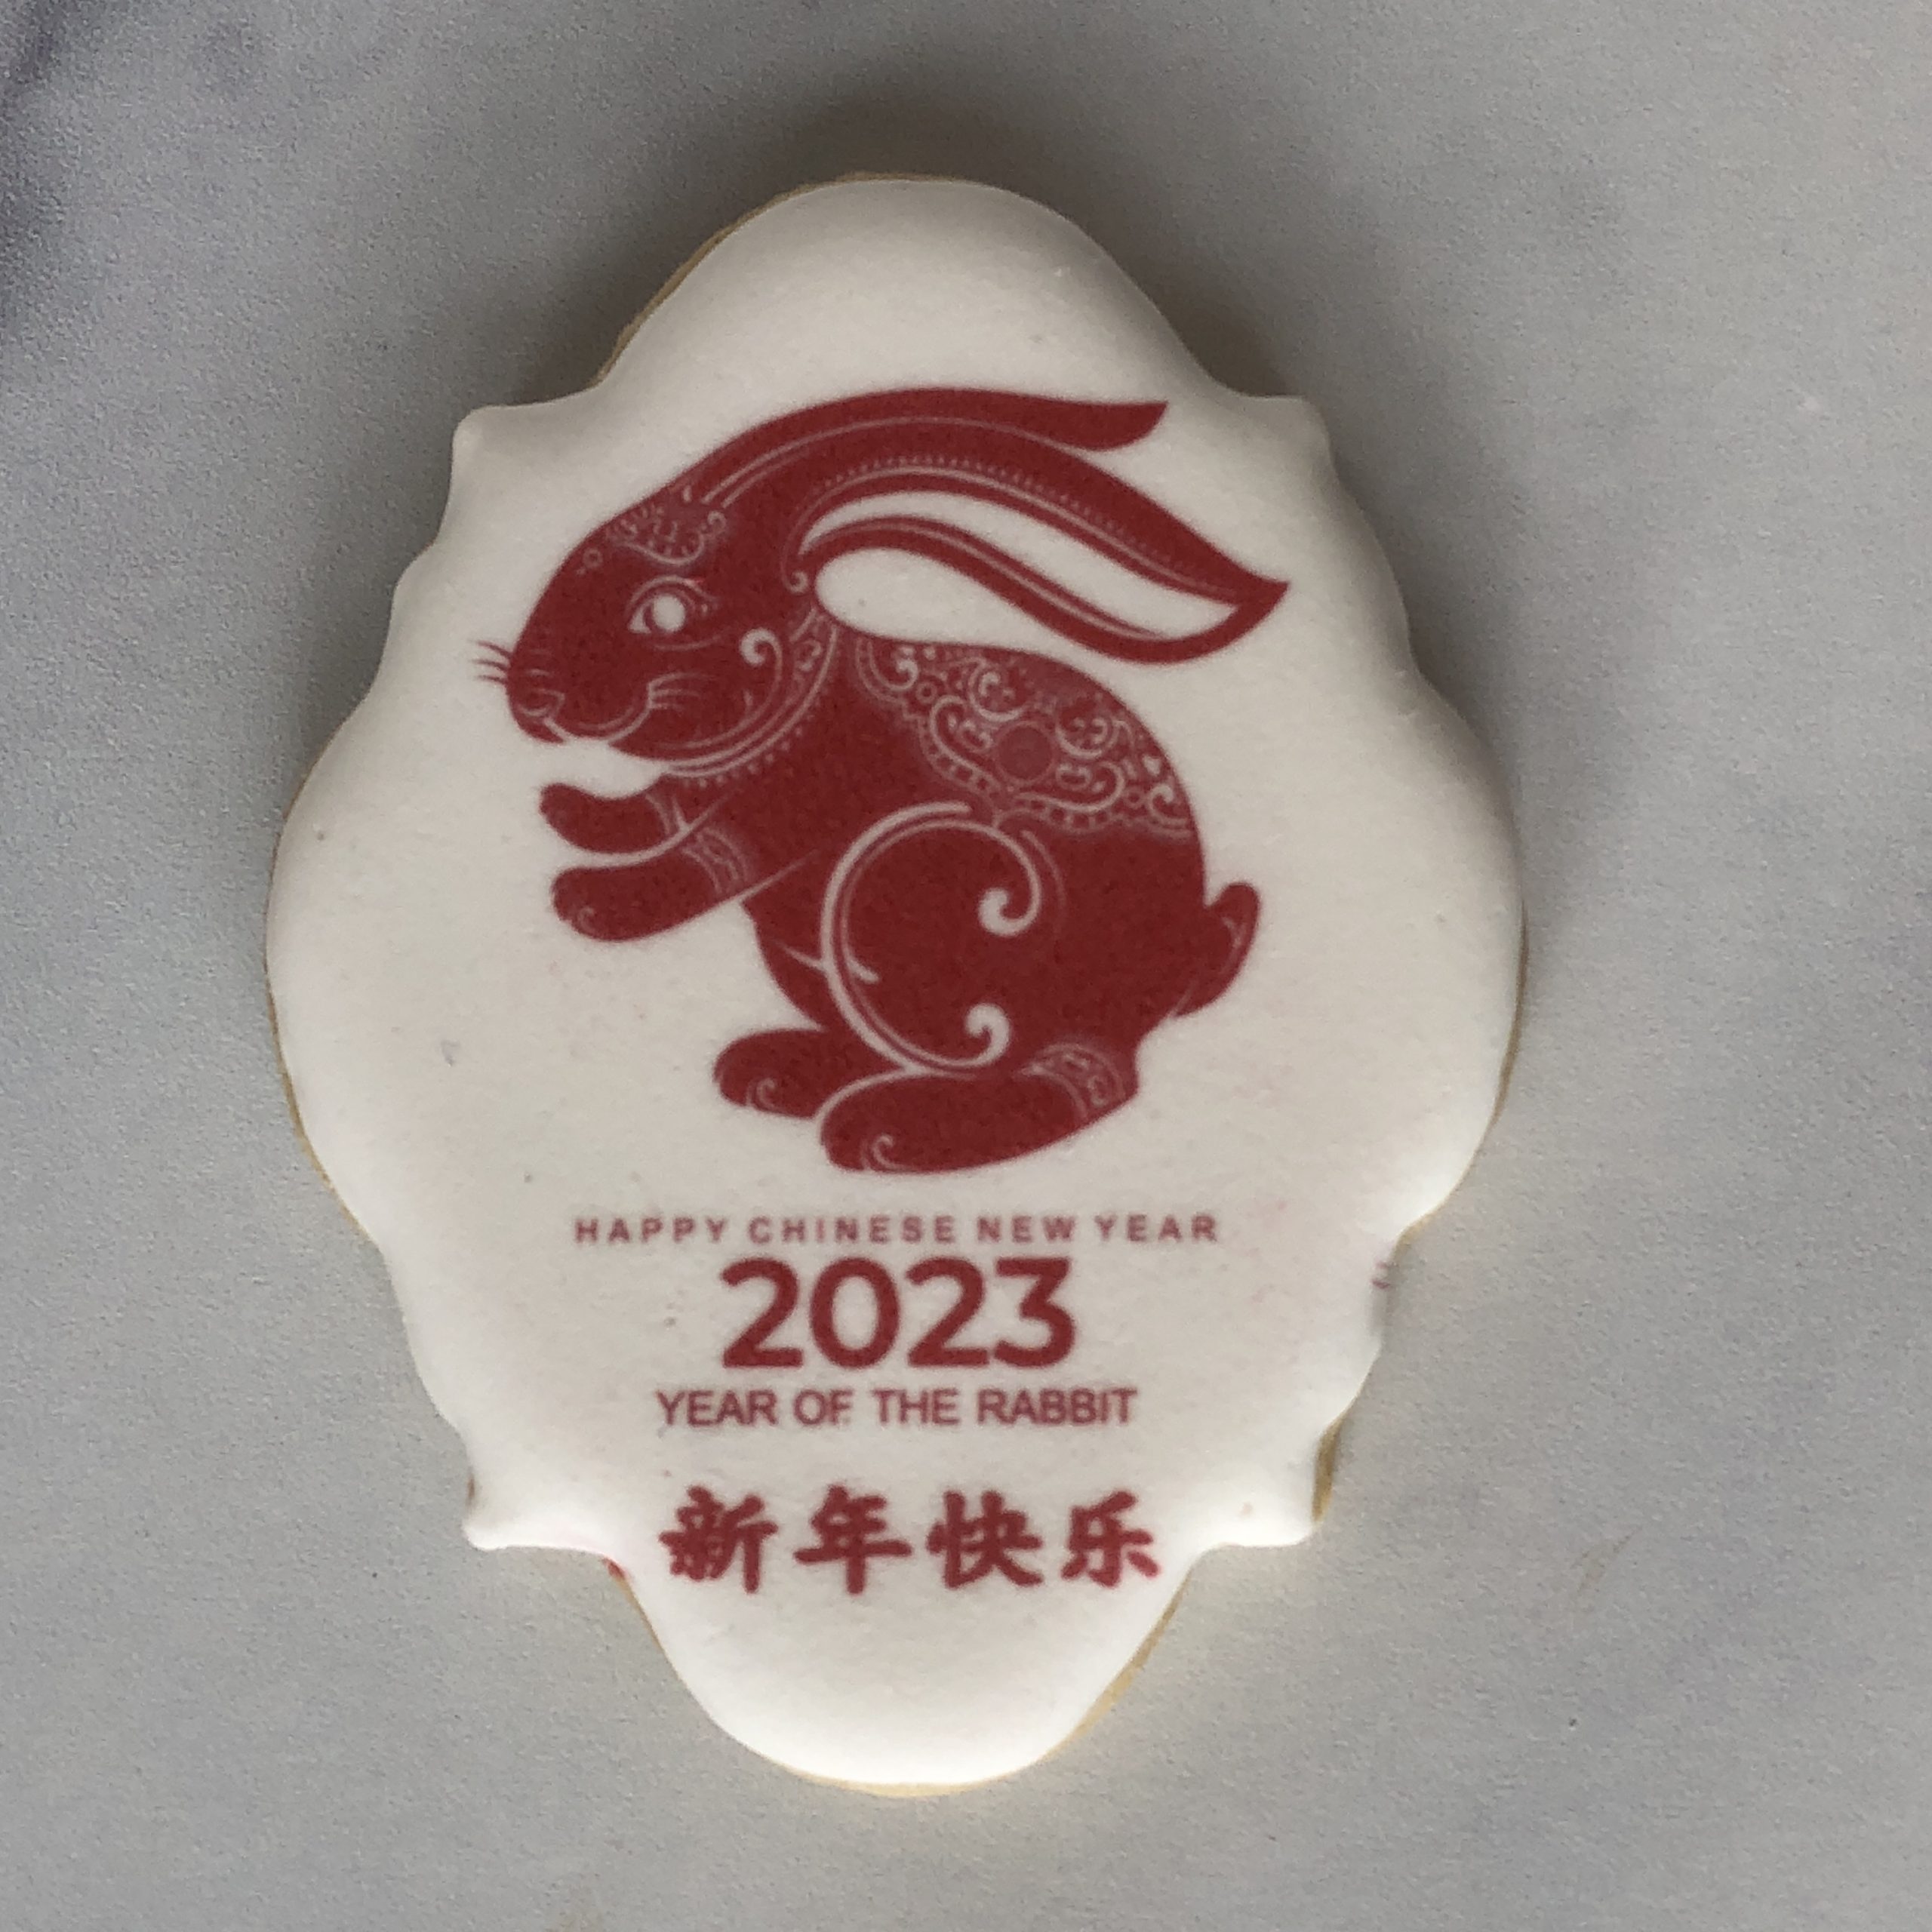 HAPPY CHINESE NEW YEAR
2023
YEAR OF THE RABBIT
新年快乐